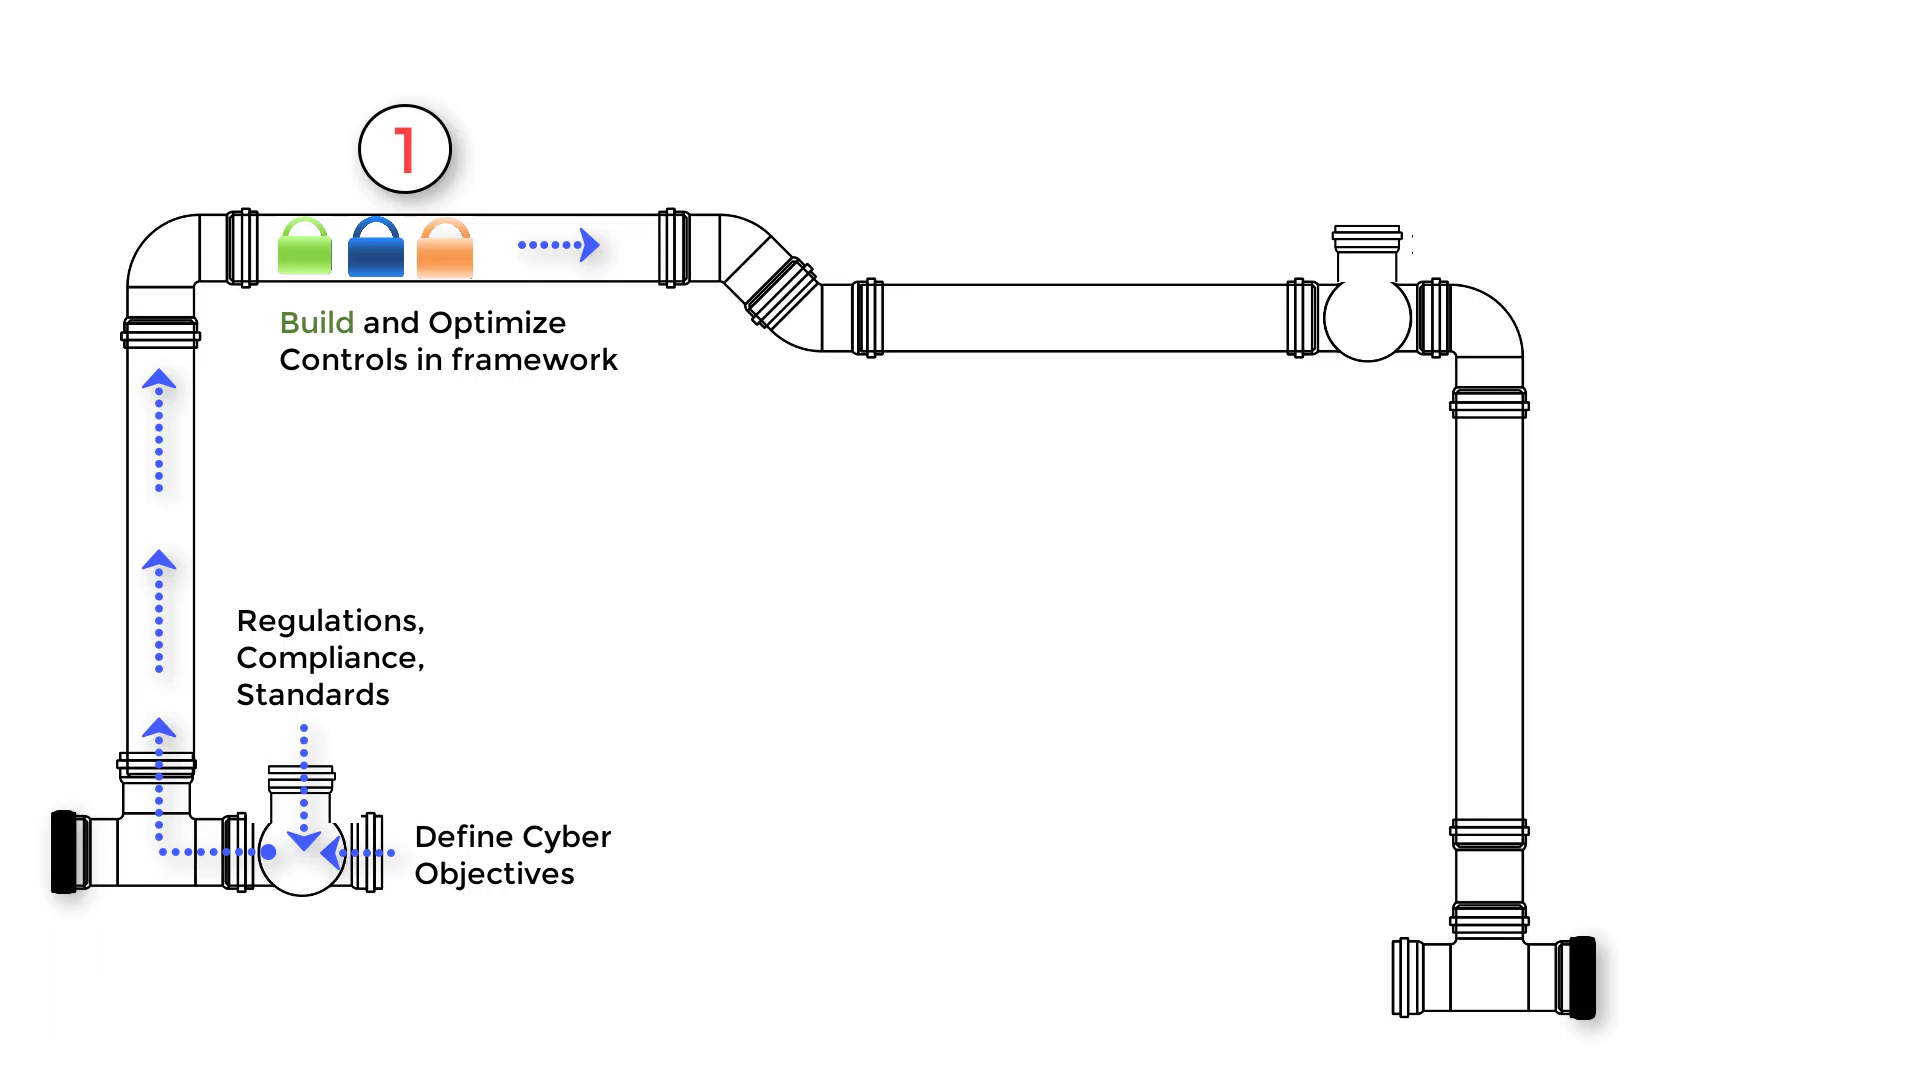 1
Build and Optimize
Controls in framework
Regulations,
Compliance,
Standards
Define Cyber
Objectives